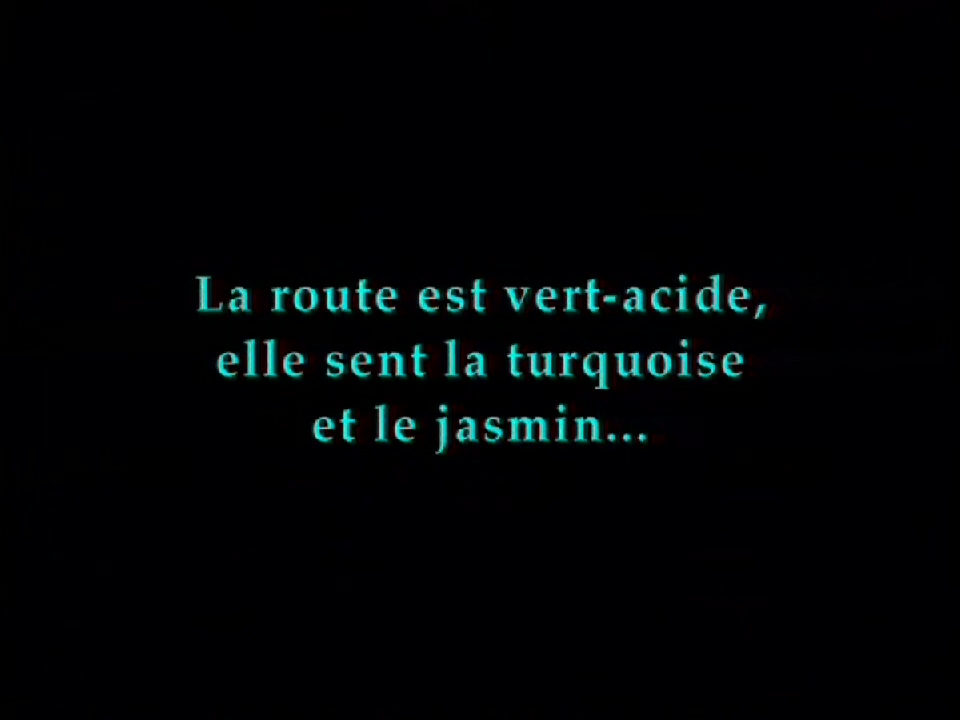 La route est vert-acide,
elle sent la turquoise
et le jasmin...